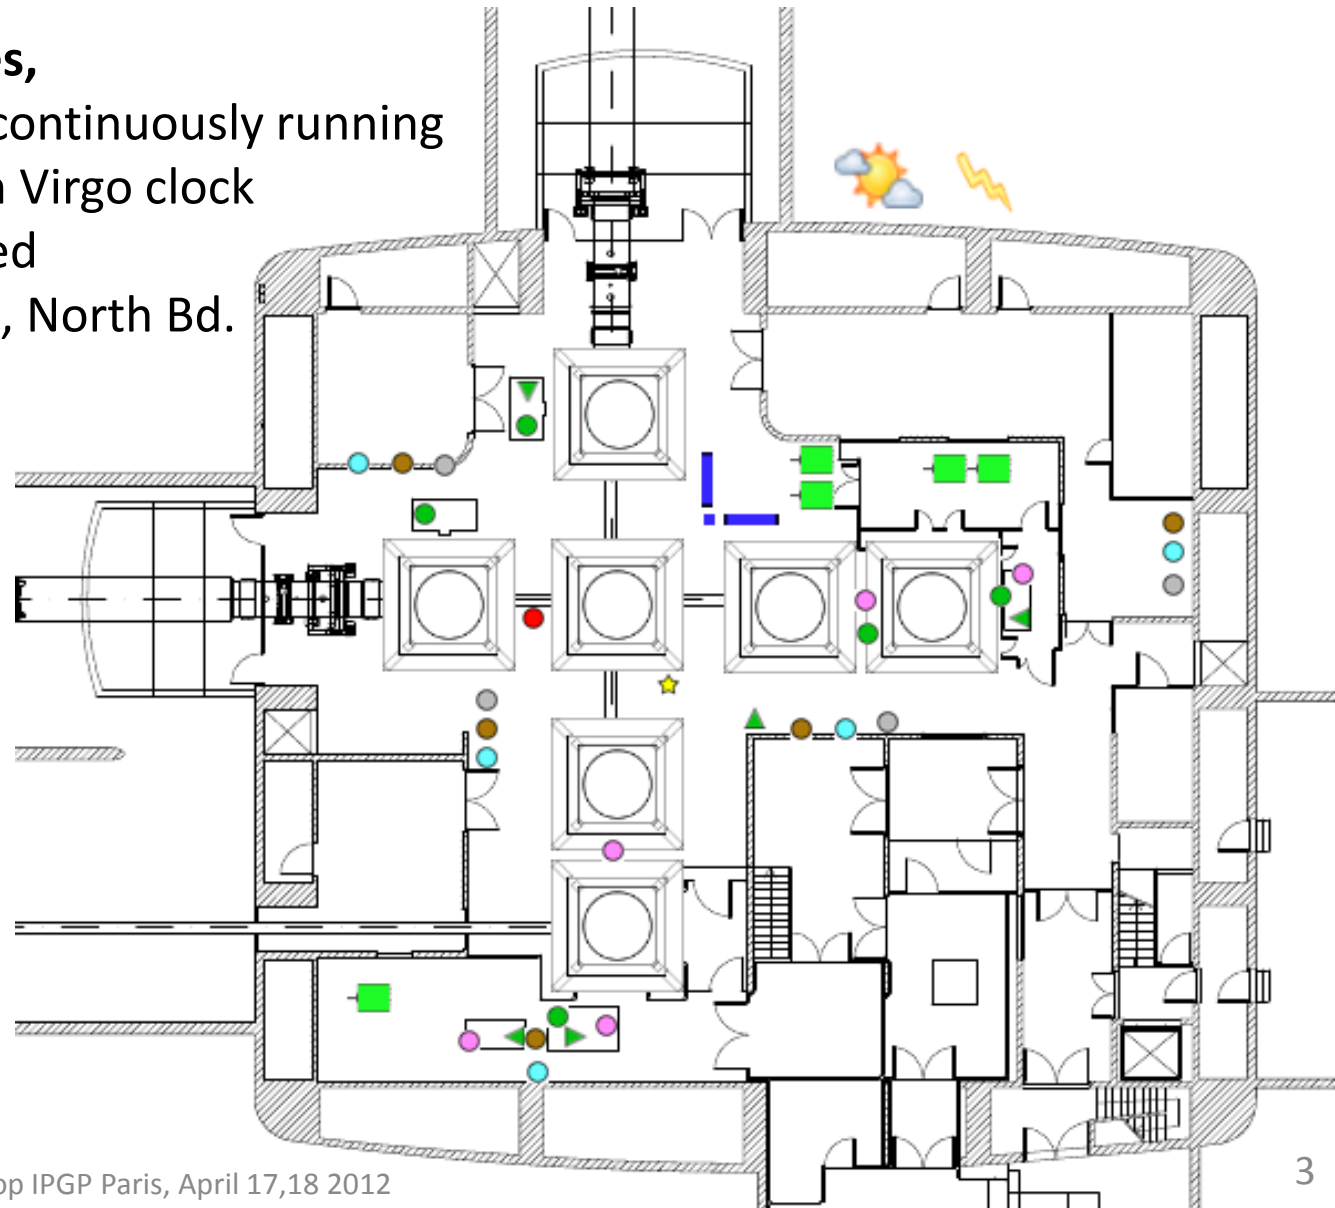 s,
continuously running
Virgo clock
ed
, North Bd.
op IPGP Paris, April 17,18 2012
3